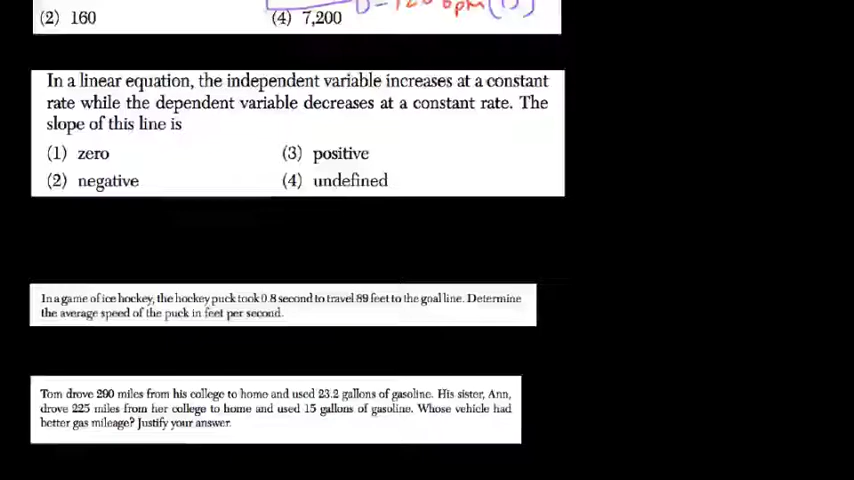 (2) 160 (4) 7,200
In a linear equation, the independent variable increases at a constant
rate while the dependent variable decreases at a constant rate. The
slope of this line is
(1) zero (3) positive
(2) negative (4) undefined
In a game of ice hockey, the hockey puck took 0.8 second to travel 89 feet to the goal line. Determine
the average speed of the puck in feet per second.
Tom drove 290 miles from his college to home and used 23.2 gallons of gasoline. His sister, Ann,
drove 225 miles from her college to home and used 15 gallons of gasoline. Whose vehicle had
better gas mileage? Justify your answer.